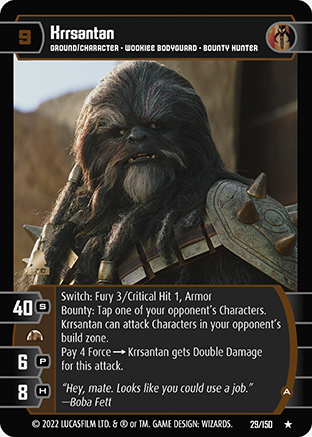 9
Krrsantan
GROUND/CHARACTER • WOOKIEE BODYGUARD • BOUNTY HUNTER
40 S
6 P
8 H
Switch: Fury 3/Critical Hit 1, Armor
Bounty: Tap one of your opponent's Characters.
Krrsantan can attack Characters in your opponent's
build zone.
Pay 4 Force → Krrsantan gets Double Damage
for this attack.
"Hey, mate. Looks like you could use a job."
—Boba Fett
A
© 2022 LUCASFILM LTD. & ® OR TM. GAME DESIGN: WIZARDS.
29/150 ★